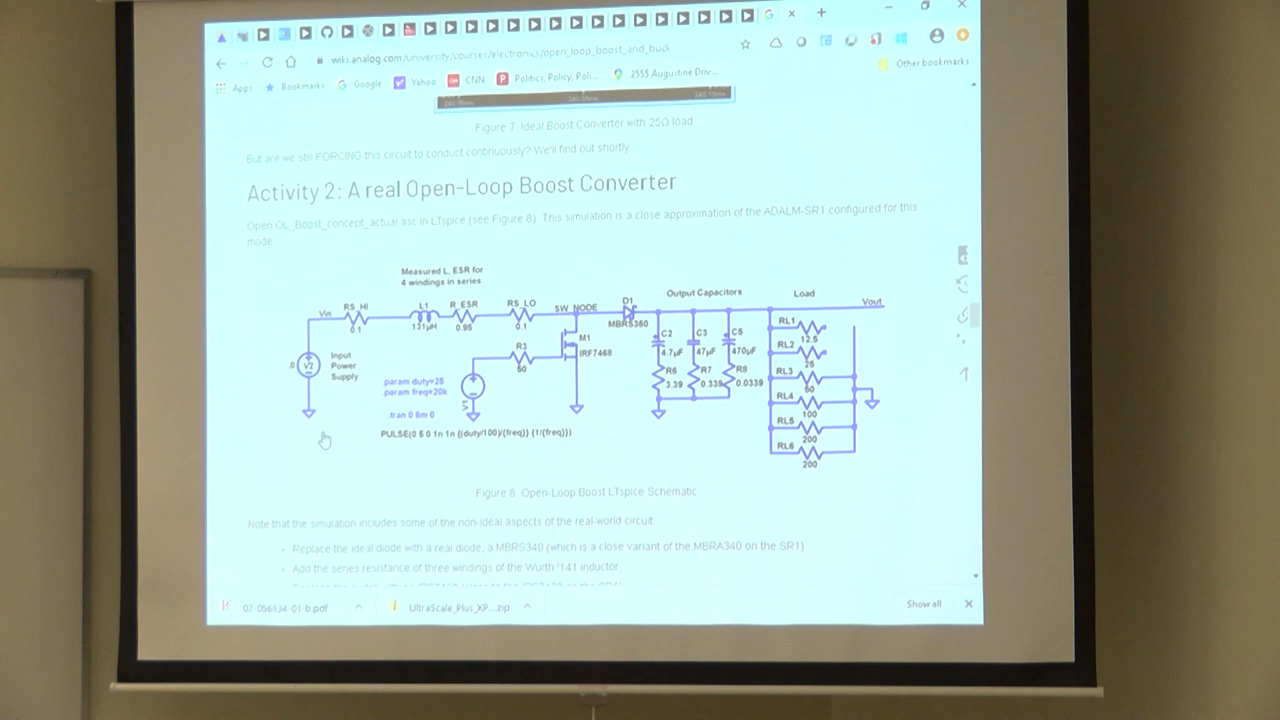 wiki.analog.com/university/courses/electronics/open_loop_boost_and_buck
Apps Bookmarks Google Yahoo CNN Politics, Policy, Poli... 2555 Augustine Driv... Other bookmarks
Figure 7. Ideal Boost Converter with 25Ω load
But are we still FORCING this circuit to conduct continuously? We'll find out shortly.
Activity 2: A real Open-Loop Boost Converter
Open OL_Boost_concept_actual.asc in LTspice (see Figure 8). This simulation is a close approximation of the ADALM-SR1 configured for this
mode.
Measured L, ESR for
4 windings in series
Output Capacitors
Load
Vin
RS_HI
0.1
L1
131µH
R_ESR
0.95
RS_LO
0.1
SW_NODE
D1
MBRS360
Vout
M1
IRF7468
R3
50
V2
Input
Power
Supply
V1
.param duty=25
.param freq=20k
.tran 0 8m 0
PULSE(0 5 0 1n 1n {(duty/100)/(freq)} {1/(freq)})
C2
4.7µF
R6
3.39
C3
47µF
R7
0.339
C5
470µF
R8
0.0339
RL1
12.5
RL2
25
RL3
50
RL4
100
RL5
200
RL6
200
Figure 8. Open-Loop Boost LTspice Schematic
Note that the simulation includes some of the non-ideal aspects of the real-world circuit:
Replace the ideal diode with a real diode, a MBRS340 (which is a close variant of the MBRA340 on the SR1)
Add the series resistance of three windings of the Wurth '141 inductor
02-056834-01-b.pdf UltraScale_Plus_XP....zip Show all